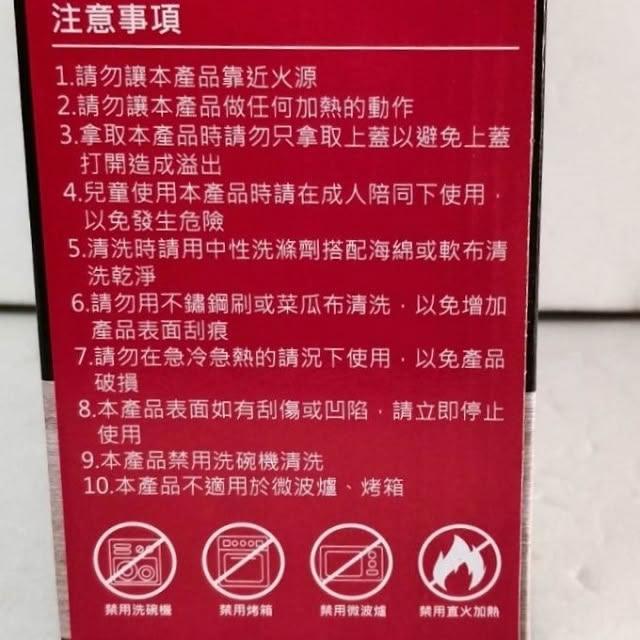 注意事項
1.請勿讓本產品靠近火源
2.請勿讓本產品做任何加熱的動作
3.拿取本產品時請勿只拿取上蓋以避免上蓋
打開造成溢出
4.兒童使用本產品時請在成人陪同下使用，
以免發生危險
5.清洗時請用中性洗滌劑搭配海綿或軟布清
洗乾淨
6.請勿用不鏽鋼刷或菜瓜布清洗，以免增加
產品表面刮痕
7.請勿在急冷急熱的請況下使用，以免產品
破損
8.本產品表面如有刮傷或凹陷，請立即停止
使用
9.本產品禁用洗碗機清洗
10.本產品不適用於微波爐、烤箱
禁用洗碗機 禁用烤箱 禁用微波爐 禁用直火加熱